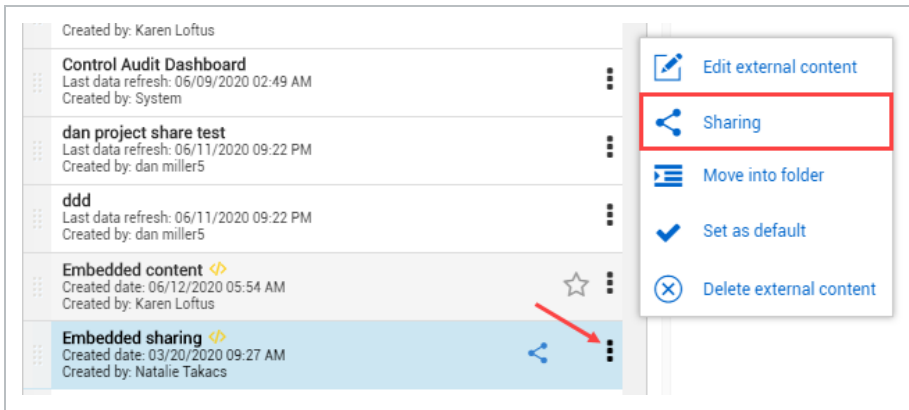 Created by: Karen Loftus
Control Audit Dashboard
Last data refresh: 06/09/2020 02:49 AM
Created by: System
dan project share test
Last data refresh: 06/11/2020 09:22 PM
Created by: dan miller5
ddd
Last data refresh: 06/11/2020 09:22 PM
Created by: dan miller5
Embedded content </>
Created date: 06/12/2020 05:54 AM
Created by: Karen Loftus
Embedded sharing </>
Created date: 03/20/2020 09:27 AM
Created by: Natalie Takacs
Edit external content
Sharing
Move into folder
Set as default
Delete external content